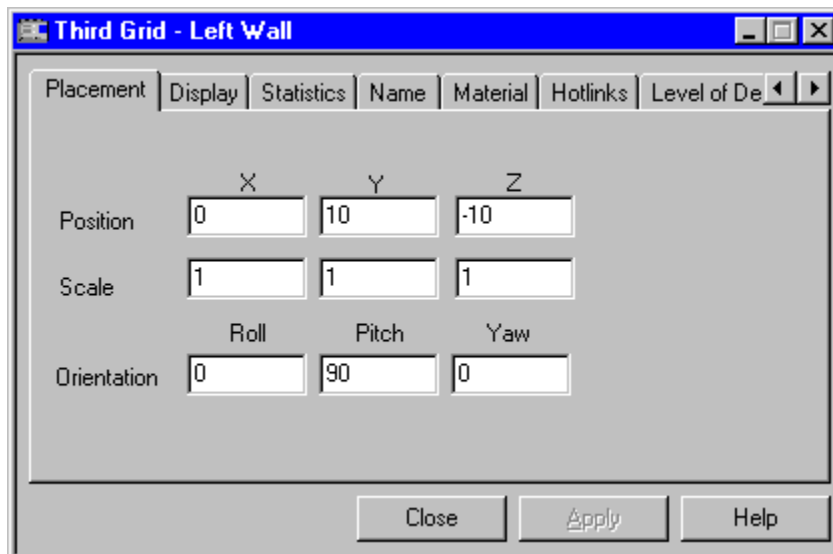 Third Grid - Left Wall
Placement Display Statistics Name Material Hotlinks Level of De
X Y Z
Position 0 10 -10
Scale 1 1 1
Roll Pitch Yaw
Orientation 0 90 0
Close Apply Help